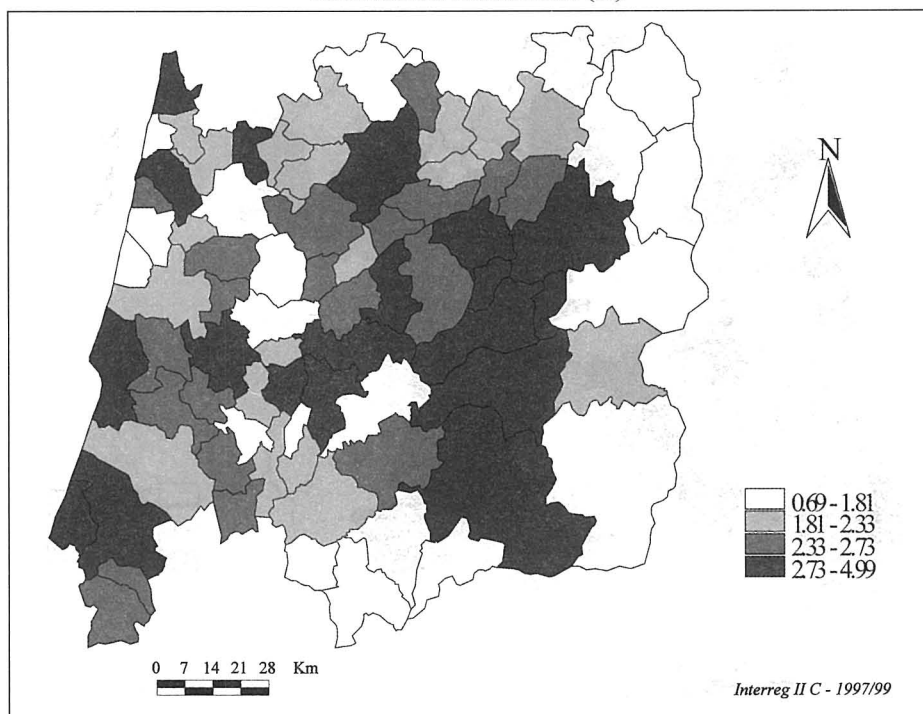 N
0.69 - 1.81
1.81 - 2.33
2.33 - 2.73
2.73 - 4.99
0 7 14 21 28 Km
Interreg II C - 1997/99